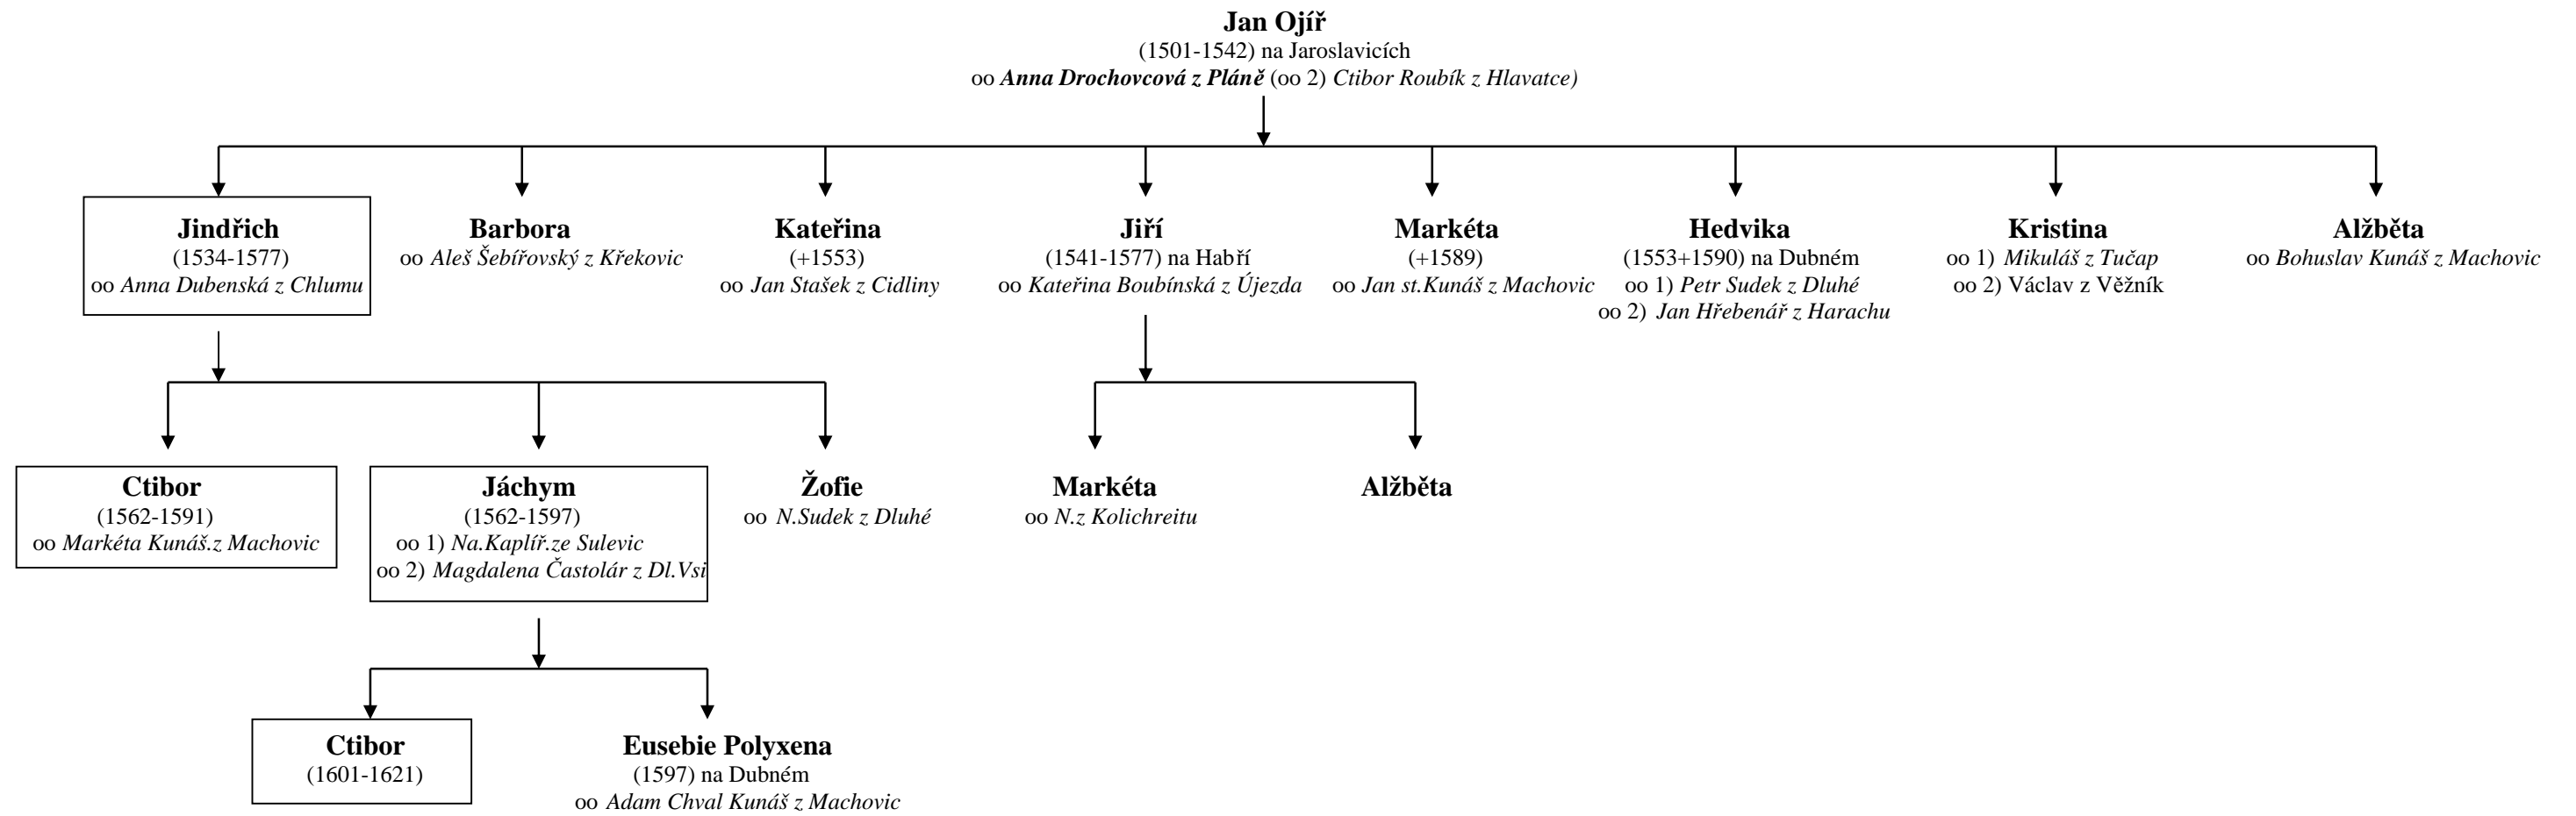 Jan Ojíř
(1501-1542) na Jaroslavicích
oo Anna Drochovcová z Pláně (oo 2) Ctibor Roubík z Hlavatce)
Jindřich
(1534-1577)
oo Anna Dubenská z Chlumu
Barbora
oo Aleš Šebířovský z Křekovic
Kateřina
(+1553)
oo Jan Stašek z Cidliny
Jiří
(1541-1577) na Habří
oo Kateřina Boubínská z Újezda
Markéta
(+1589)
oo Jan st.Kunáš z Machovic
Hedvika
(1553+1590) na Dubném
oo 1) Petr Sudek z Dluhé
oo 2) Jan Hřebenář z Harachu
Kristina
oo 1) Mikuláš z Tučap
oo 2) Václav z Věžník
Alžběta
oo Bohuslav Kunáš z Machovic
Ctibor
(1562-1591)
oo Markéta Kunáš.z Machovic
Jáchym
(1562-1597)
oo 1) Na.Kaplíř.ze Sulevic
oo 2) Magdalena Častolár z Dl.Vsi
Žofie
oo N.Sudek z Dluhé
Markéta
oo N.z Kolichreitu
Alžběta
Ctibor
(1601-1621)
Eusebie Polyxena
(1597) na Dubném
oo Adam Chval Kunáš z Machovic